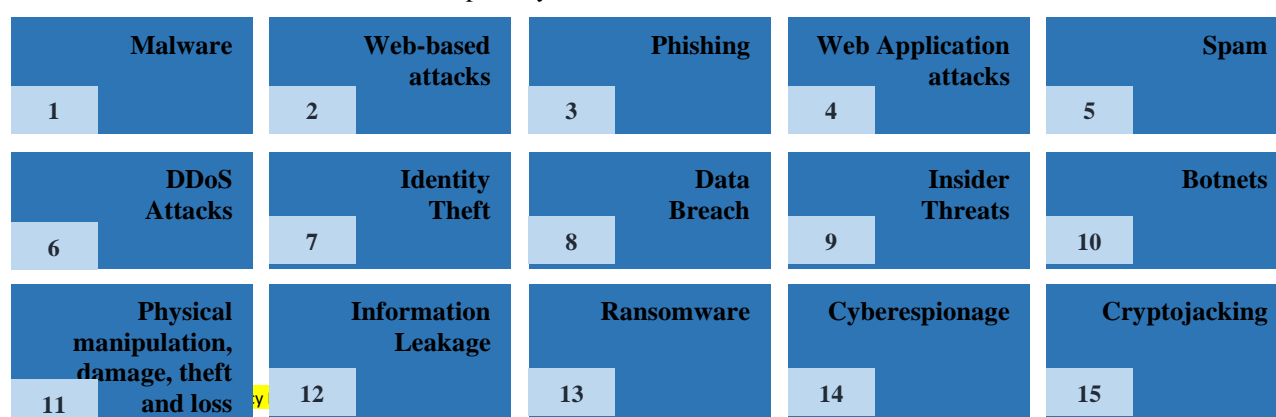 Malware
1
Web-based
attacks
2
Phishing
3
Web Application
attacks
4
Spam
5
DDoS
Attacks
6
Identity
Theft
7
Data
Breach
8
Insider
Threats
9
Botnets
10
Physical
manipulation,
damage, theft
and loss
11
Information
Leakage
12
Ransomware
13
Cyberespionage
14
Cryptojacking
15